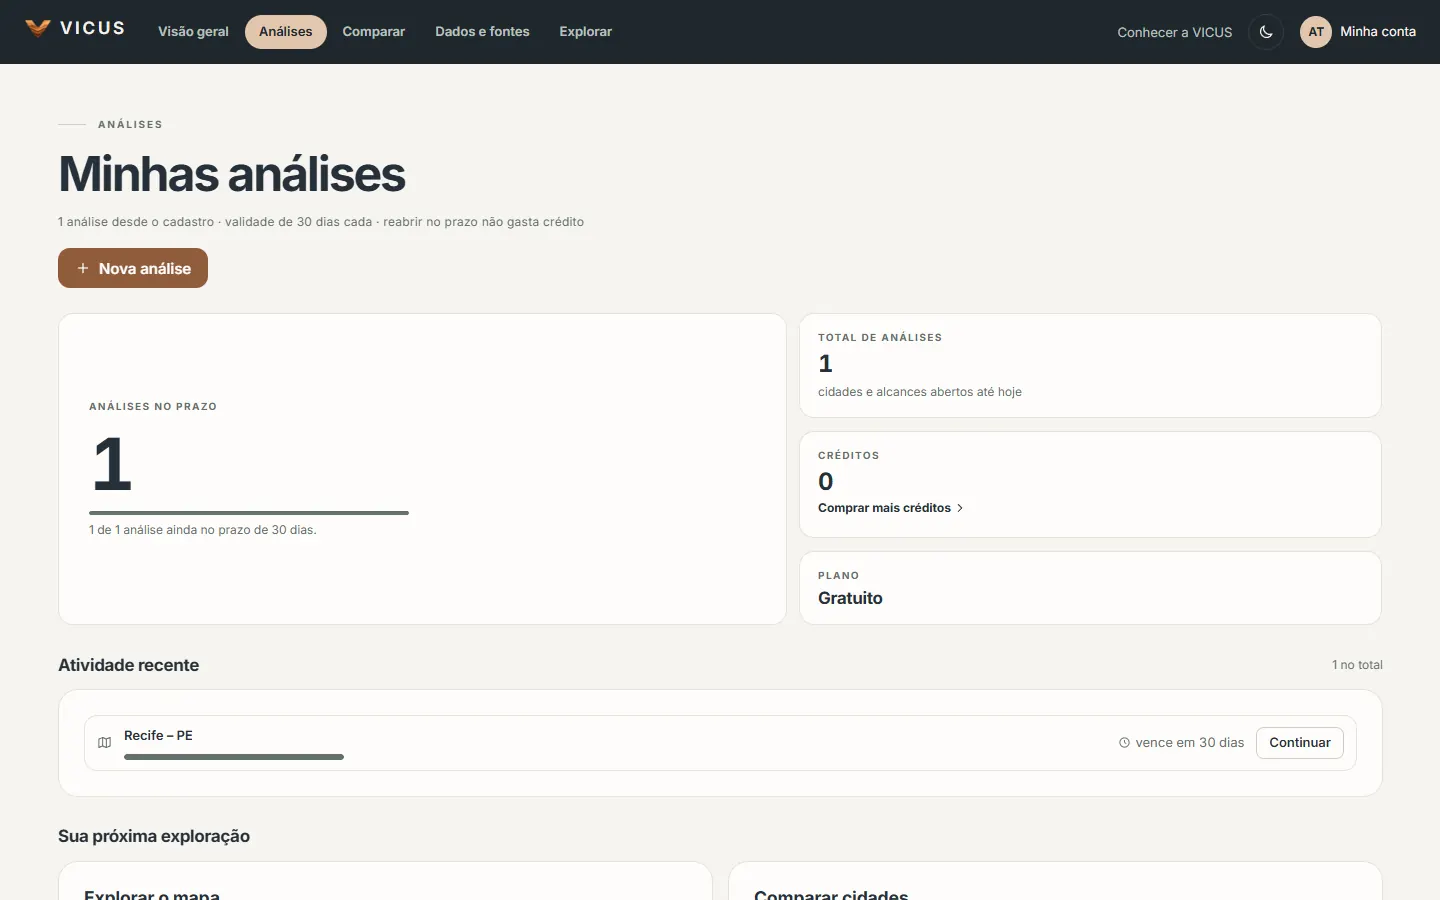 VICUS
Visão geral
Análises
Comparar
Dados e fontes
Explorar
Conhecer a VICUS
AT
Minha conta
ANÁLISES
Minhas análises
1 análise desde o cadastro · validade de 30 dias cada · reabrir no prazo não gasta crédito
+ Nova análise
ANÁLISES NO PRAZO
1
1 de 1 análise ainda no prazo de 30 dias.
TOTAL DE ANÁLISES
1
cidades e alcances abertos até hoje
CRÉDITOS
0
Comprar mais créditos
PLANO
Gratuito
Atividade recente
1 no total
Recife – PE
vence em 30 dias
Continuar
Sua próxima exploração
Explorar o mapa
Comparar cidades